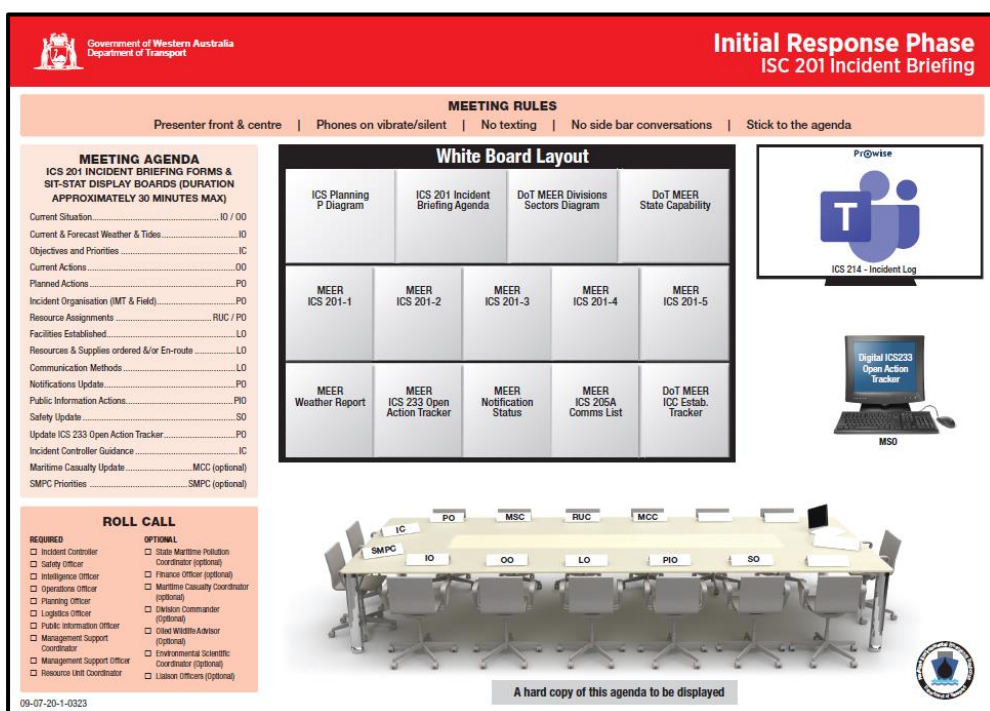 Government of Western Australia
Department of Transport
Initial Response Phase
ISC 201 Incident Briefing
MEETING RULES
Presenter front & centre | Phones on vibrate/silent | No texting | No side bar conversations | Stick to the agenda
MEETING AGENDA
ICS 201 INCIDENT BRIEFING FORMS &
SIT-STAT DISPLAY BOARDS (DURATION
APPROXIMATELY 30 MINUTES MAX)
Current Situation ... IO / OO
Current & Forecast Weather & Tides ... IO
Objectives and Priorities ... IC
Current Actions ... OO
Planned Actions ... PO
Incident Organisation (IMT & Field) ... PO
Resource Assignments ... RUC / PO
Facilities Established ... LO
Resources & Supplies ordered &/or En-route ... LO
Communication Methods ... LO
Notifications Update ... PO
Public Information Actions ... PIO
Safety Update ... SO
Update ICS 233 Open Action Tracker ... PO
Incident Controller Guidance ... IC
Maritime Casualty Update ... MCC (optional)
SMPC Priorities ... SMPC (optional)
ROLL CALL
REQUIRED
Incident Controller
Safety Officer
Intelligence Officer
Operations Officer
Planning Officer
Logistics Officer
Public Information Officer
Management Support
Coordinator
Management Support Officer
Resource Unit Coordinator
OPTIONAL
State Maritime Pollution
Coordinator (optional)
Finance Officer (optional)
Maritime Casualty Coordinator
(optional)
Division Commander
(Optional)
Oiled Wildlife Advisor
(Optional)
Environmental Scientific
Coordinator (Optional)
Liaison Officers (Optional)
White Board Layout
ICS Planning
P Diagram
ICS 201 Incident
Briefing Agenda
DoT MEER Divisions
Sectors Diagram
DoT MEER
State Capability
MEER
ICS 201-1
MEER
ICS 201-2
MEER
ICS 201-3
MEER
ICS 201-4
MEER
ICS 201-5
MEER
Weather Report
MEER
ICS 233 Open
Action Tracker
MEER
Notification
Status
MEER
ICS 205A
Comms List
DoT MEER
ICC Estab.
Tracker
Prowise
T
ICS 214 - Incident Log
Digital ICS233
Open Action
Tracker
MSO
PO
MSC
RUC
MCC
IC
SMPC
IO
OO
LO
PIO
SO
A hard copy of this agenda to be displayed
09-07-20-1-0323